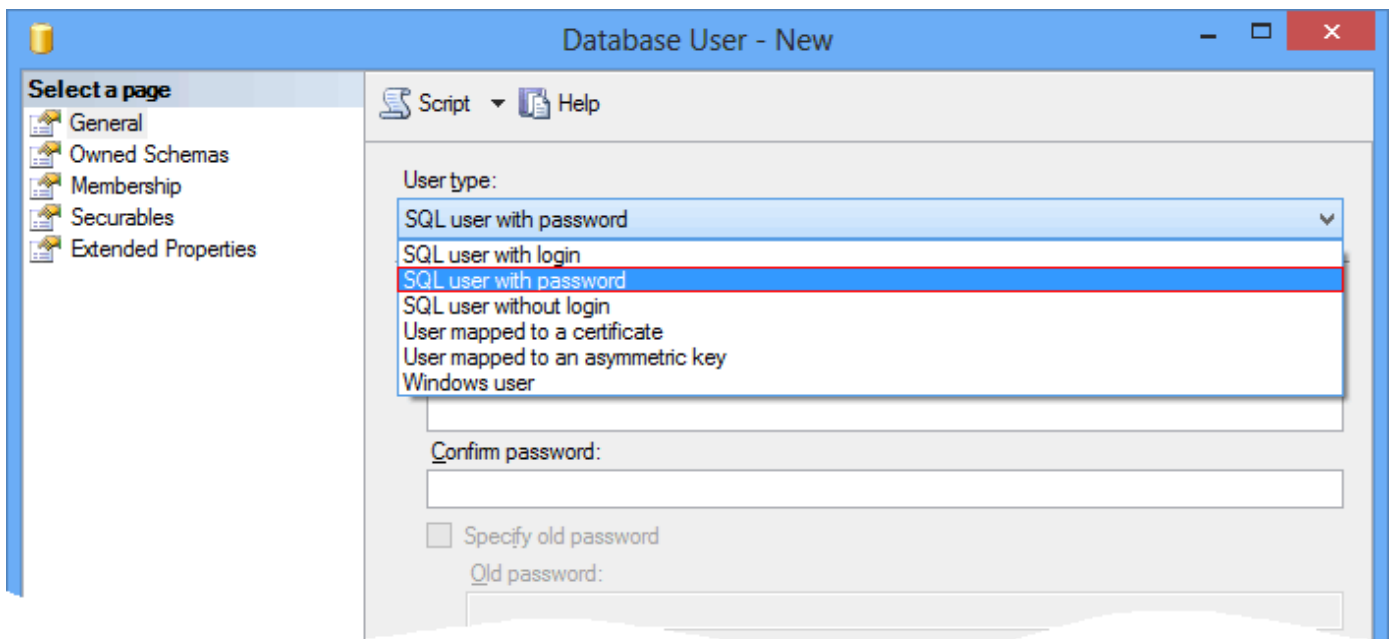 Database User - New
Select a page
General
Owned Schemas
Membership
Securables
Extended Properties
Script
Help
User type:
SQL user with password
SQL user with login
SQL user with password
SQL user without login
User mapped to a certificate
User mapped to an asymmetric key
Windows user
Confirm password:
Specify old password
Old password: